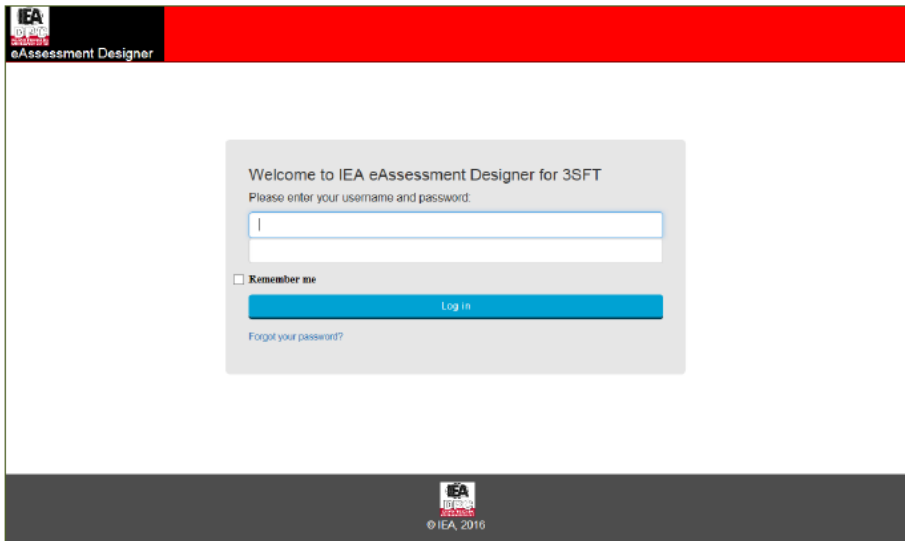 IEA
eAssessment Designer
Welcome to IEA eAssessment Designer for 3SFT
Please enter your username and password:
Remember me
Log in
Forgot your password?
IEA
© IEA, 2016